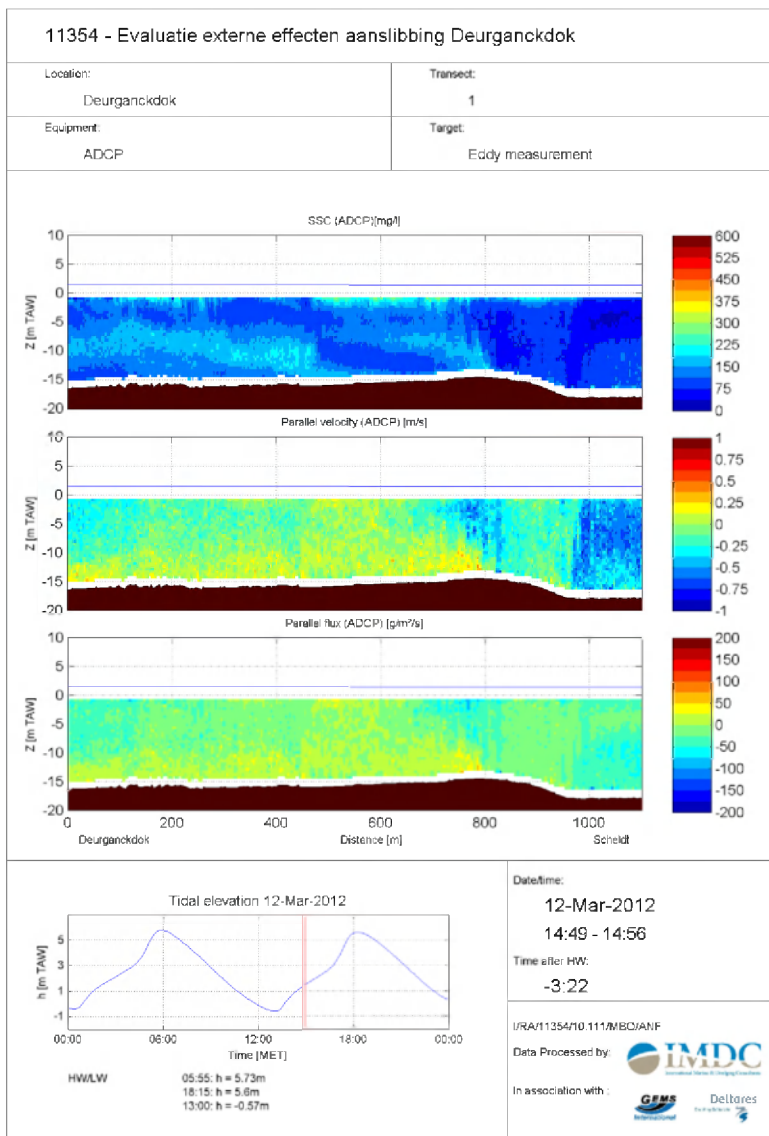 11354 - Evaluatie externe effecten aanslibbing Deurganckdok
Location:
Deurganckdok
Transect:
1
Equipment:
ADCP
Target:
Eddy measurement
SSC (ADCP)[mg/l]
10
5
0
-5
-10
-15
-20
Z [m TAW]
600
525
450
375
300
225
150
75
0
Parallel velocity (ADCP) [m/s]
10
5
0
-5
-10
-15
-20
Z [m TAW]
1
0.75
0.5
0.25
0
-0.25
-0.5
-0.75
-1
Parallel flux (ADCP) [g/m²/s]
10
5
0
-5
-10
-15
-20
Z [m TAW]
200
150
100
50
0
-50
-100
-150
-200
0 200 400 600 800 1000
Deurganckdok Distance [m] Scheldt
Tidal elevation 12-Mar-2012
h [m TAW]
5
3
1
-1
00:00 06:00 12:00 18:00 00:00
Time [MET]
HW/LW
05:55: h = 5.73m
18:15: h = 5.6m
13:00: h = -0.57m
Date/time:
12-Mar-2012
14:49 - 14:56
Time after HW:
-3:22
I/RA/11354/10.111/MBO/ANF
Data Processed by:
IMDC
In association with :
GEMS
International
Deltares